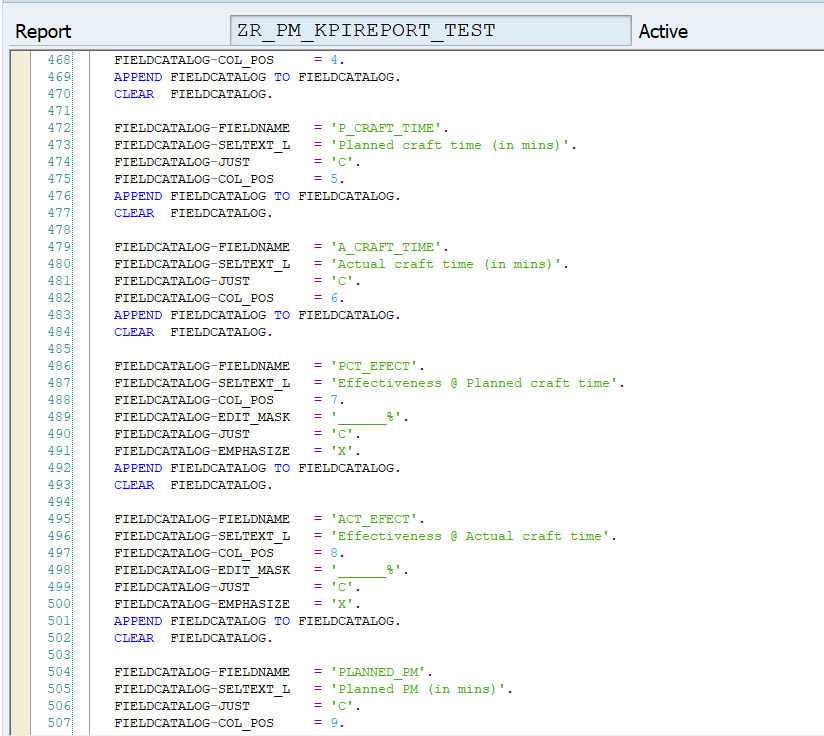 Report ZR_PM_KPIREPORT_TEST Active
468 FIELDCATALOG-COL_POS = 4.
469 APPEND FIELDCATALOG TO FIELDCATALOG.
470 CLEAR FIELDCATALOG.
471
472 FIELDCATALOG-FIELDNAME = 'P_CRAFT_TIME'.
473 FIELDCATALOG-SELTEXT_L = 'Planned craft time (in mins)'.
474 FIELDCATALOG-JUST = 'C'.
475 FIELDCATALOG-COL_POS = 5.
476 APPEND FIELDCATALOG TO FIELDCATALOG.
477 CLEAR FIELDCATALOG.
478
479 FIELDCATALOG-FIELDNAME = 'A_CRAFT_TIME'.
480 FIELDCATALOG-SELTEXT_L = 'Actual craft time (in mins)'.
481 FIELDCATALOG-JUST = 'C'.
482 FIELDCATALOG-COL_POS = 6.
483 APPEND FIELDCATALOG TO FIELDCATALOG.
484 CLEAR FIELDCATALOG.
485
486 FIELDCATALOG-FIELDNAME = 'PCT_EFECT'.
487 FIELDCATALOG-SELTEXT_L = 'Effectiveness @ Planned craft time'.
488 FIELDCATALOG-COL_POS = 7.
489 FIELDCATALOG-EDIT_MASK = '______%'.
490 FIELDCATALOG-JUST = 'C'.
491 FIELDCATALOG-EMPHASIZE = 'X'.
492 APPEND FIELDCATALOG TO FIELDCATALOG.
493 CLEAR FIELDCATALOG.
494
495 FIELDCATALOG-FIELDNAME = 'ACT_EFECT'.
496 FIELDCATALOG-SELTEXT_L = 'Effectiveness @ Actual craft time'.
497 FIELDCATALOG-COL_POS = 8.
498 FIELDCATALOG-EDIT_MASK = '______%'.
499 FIELDCATALOG-JUST = 'C'.
500 FIELDCATALOG-EMPHASIZE = 'X'.
501 APPEND FIELDCATALOG TO FIELDCATALOG.
502 CLEAR FIELDCATALOG.
503
504 FIELDCATALOG-FIELDNAME = 'PLANNED_PM'.
505 FIELDCATALOG-SELTEXT_L = 'Planned PM (in mins)'.
506 FIELDCATALOG-JUST = 'C'.
507 FIELDCATALOG-COL_POS = 9.